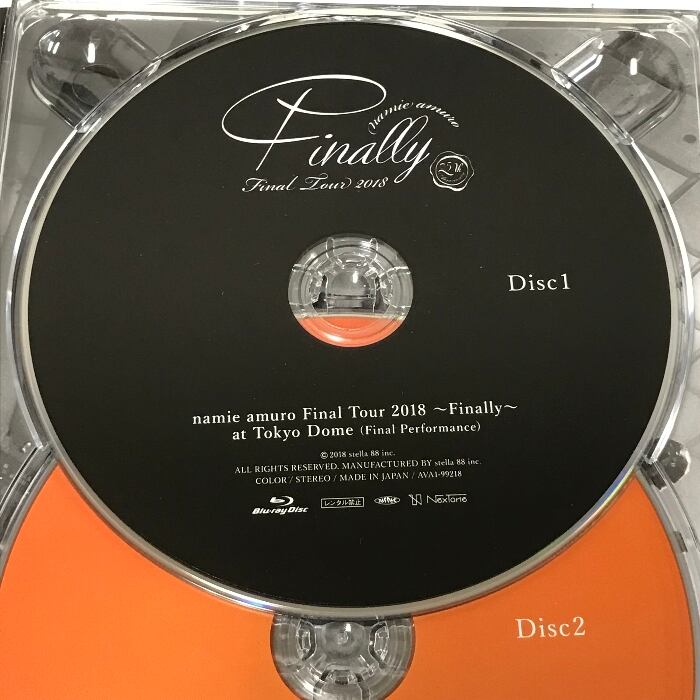 namie amuro
Finally
25th
Final Tour 2018
Disc1
namie amuro Final Tour 2018 ～Finally～
at Tokyo Dome (Final Performance)
©2018 stella 88 inc.
ALL RIGHTS RESERVED. MANUFACTURED BY stella 88 inc.
COLOR / STEREO / MADE IN JAPAN / AVA1-99218
Blu-ray Disc
レンタル禁止
NexTone
Disc2